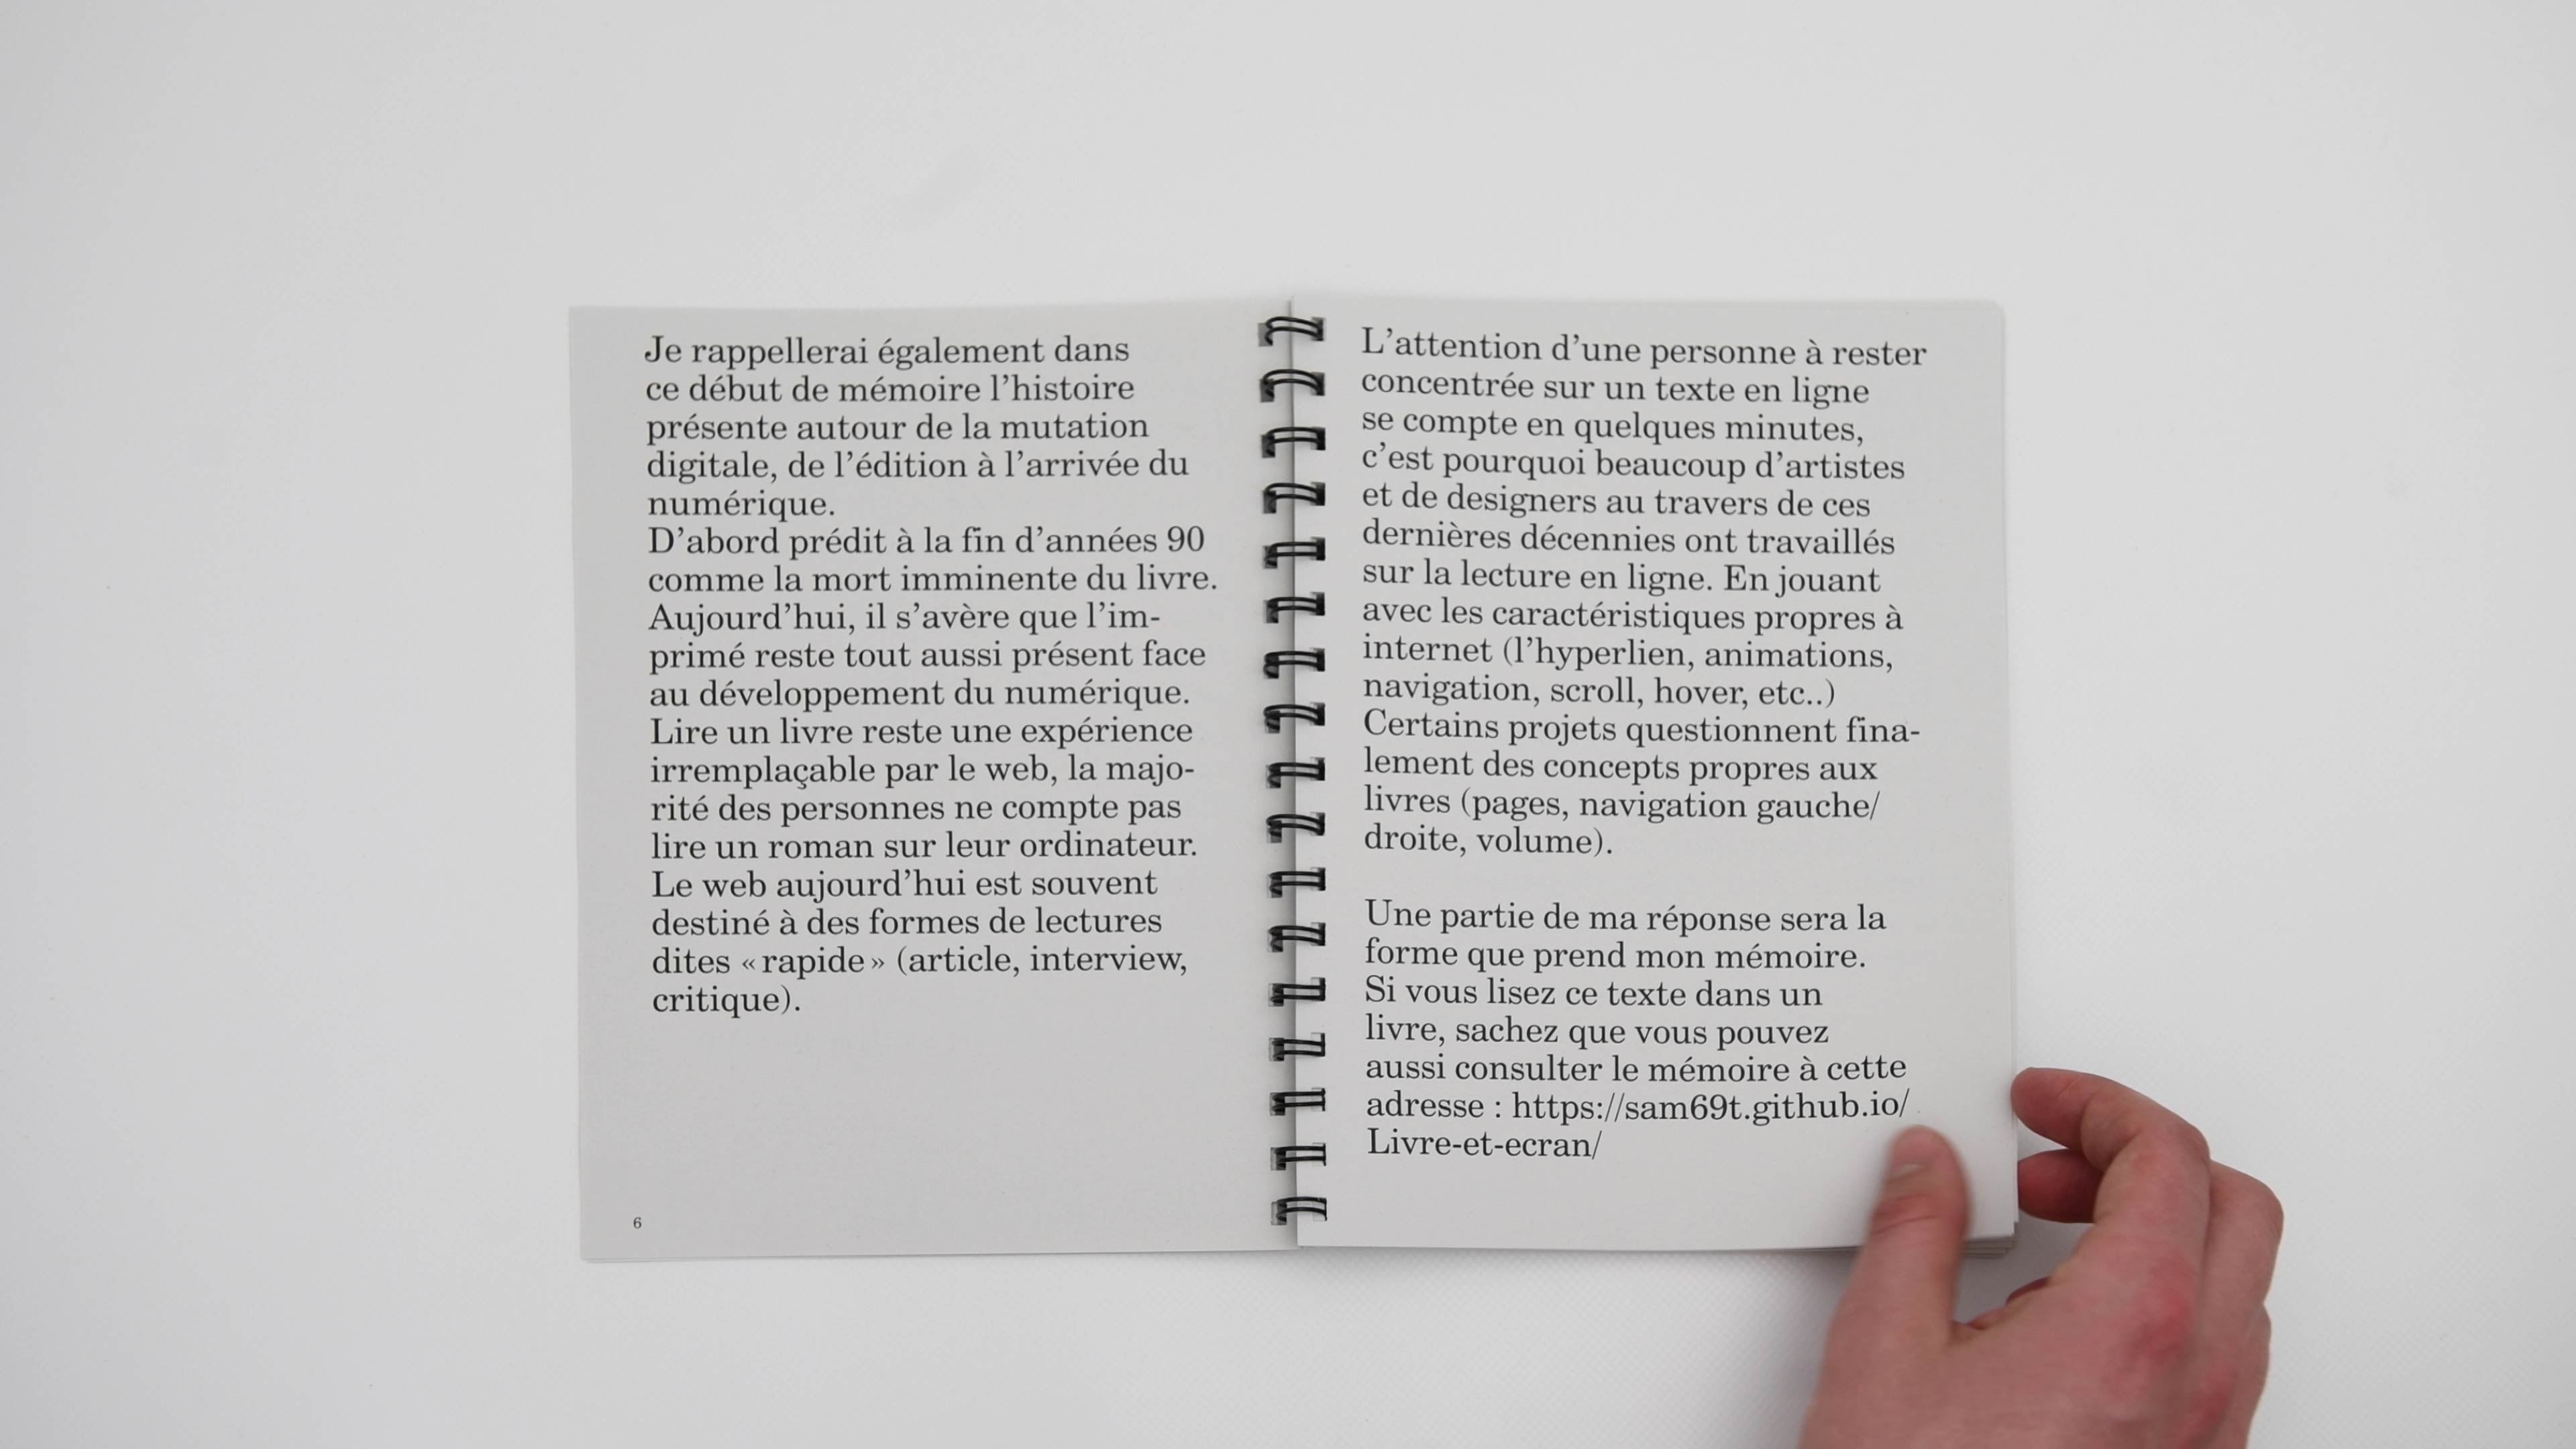 Je rappellerai également dans
ce début de mémoire l’histoire
présente autour de la mutation
digitale, de l’édition à l’arrivée du
numérique.
D’abord prédit à la fin d’années 90
comme la mort imminente du livre.
Aujourd’hui, il s’avère que l’im-
primé reste tout aussi présent face
au développement du numérique.
Lire un livre reste une expérience
irremplaçable par le web, la majo-
rité des personnes ne compte pas
lire un roman sur leur ordinateur.
Le web aujourd’hui est souvent
destiné à des formes de lectures
dites « rapide » (article, interview,
critique).
6
L’attention d’une personne à rester
concentrée sur un texte en ligne
se compte en quelques minutes,
c’est pourquoi beaucoup d’artistes
et de designers au travers de ces
dernières décennies ont travaillés
sur la lecture en ligne. En jouant
avec les caractéristiques propres à
internet (l’hyperlien, animations,
navigation, scroll, hover, etc..)
Certains projets questionnent fina-
lement des concepts propres aux
livres (pages, navigation gauche/
droite, volume).
Une partie de ma réponse sera la
forme que prend mon mémoire.
Si vous lisez ce texte dans un
livre, sachez que vous pouvez
aussi consulter le mémoire à cette
adresse : https://sam69t.github.io/
Livre-et-ecran/